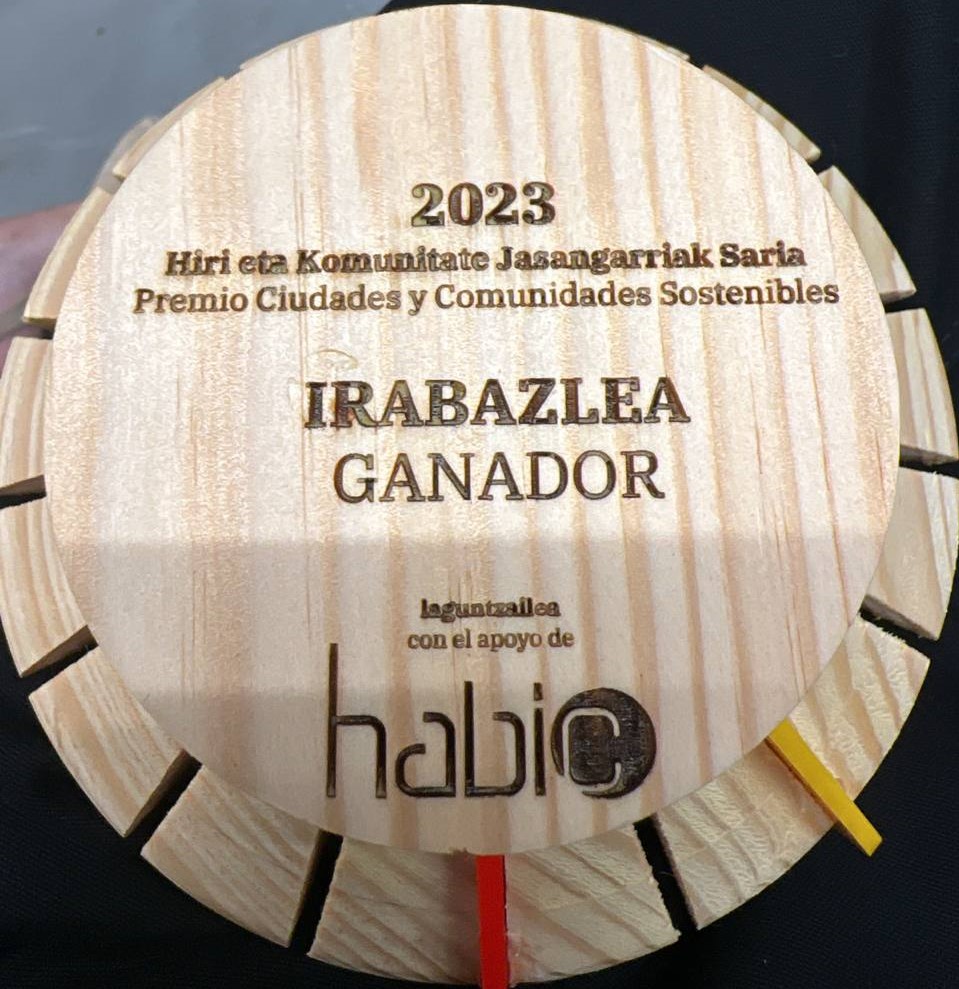 2023
Hiri eta Komunitate Jasangarriak Saria
Premio Ciudades y Comunidades Sostenibles
IRABAZLEA
GANADOR
laguntzailea
con el apoyo de
habic